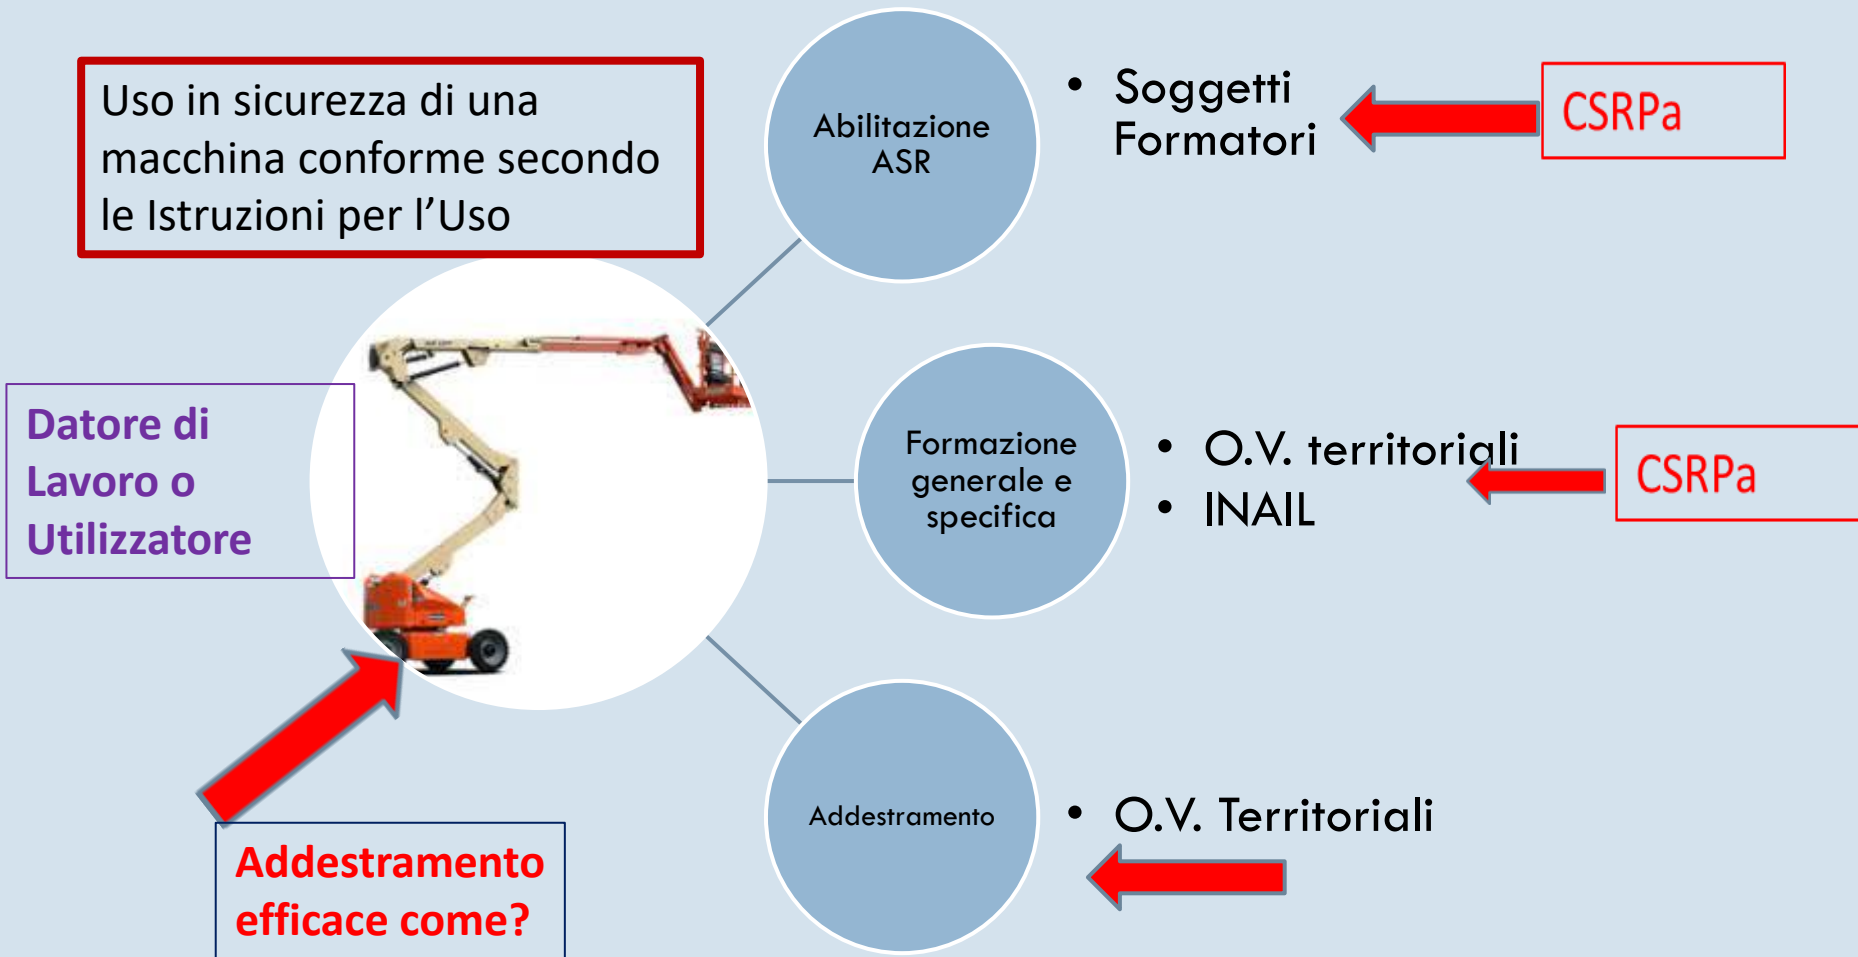 Uso in sicurezza di una
macchina conforme secondo
le Istruzioni per l’Uso
Datore di
Lavoro o
Utilizzatore
Addestramento
efficace come?
Abilitazione
ASR
• Soggetti
Formatori
CSRPa
Formazione
generale e
specifica
• O.V. territoriali
• INAIL
CSRPa
Addestramento
• O.V. Territoriali